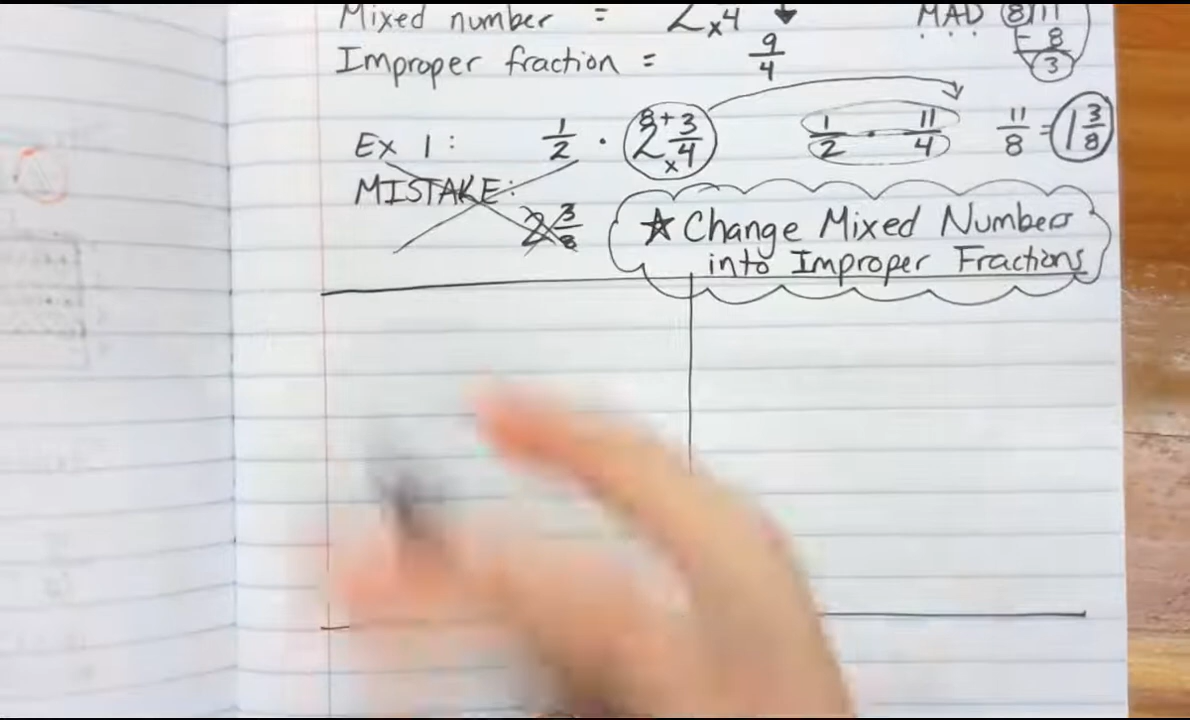 Mixed number = 2 x4
MAD 8)11
- 8
3
Improper fraction = 9/4
Ex 1: 1/2 · 2 3/4 8 + x 1/2 · 11/4 11/8 = 1 3/8
MISTAKE:
2 3/8
★ Change Mixed Numbers
into Improper Fractions